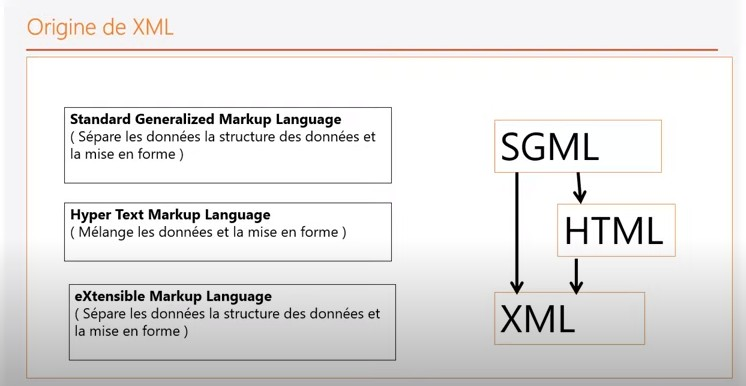 Origine de XML
Standard Generalized Markup Language
( Sépare les données la structure des données et
la mise en forme )
SGML
Hyper Text Markup Language
( Mélange les données et la mise en forme )
HTML
eXtensible Markup Language
( Sépare les données la structure des données et
la mise en forme )
XML